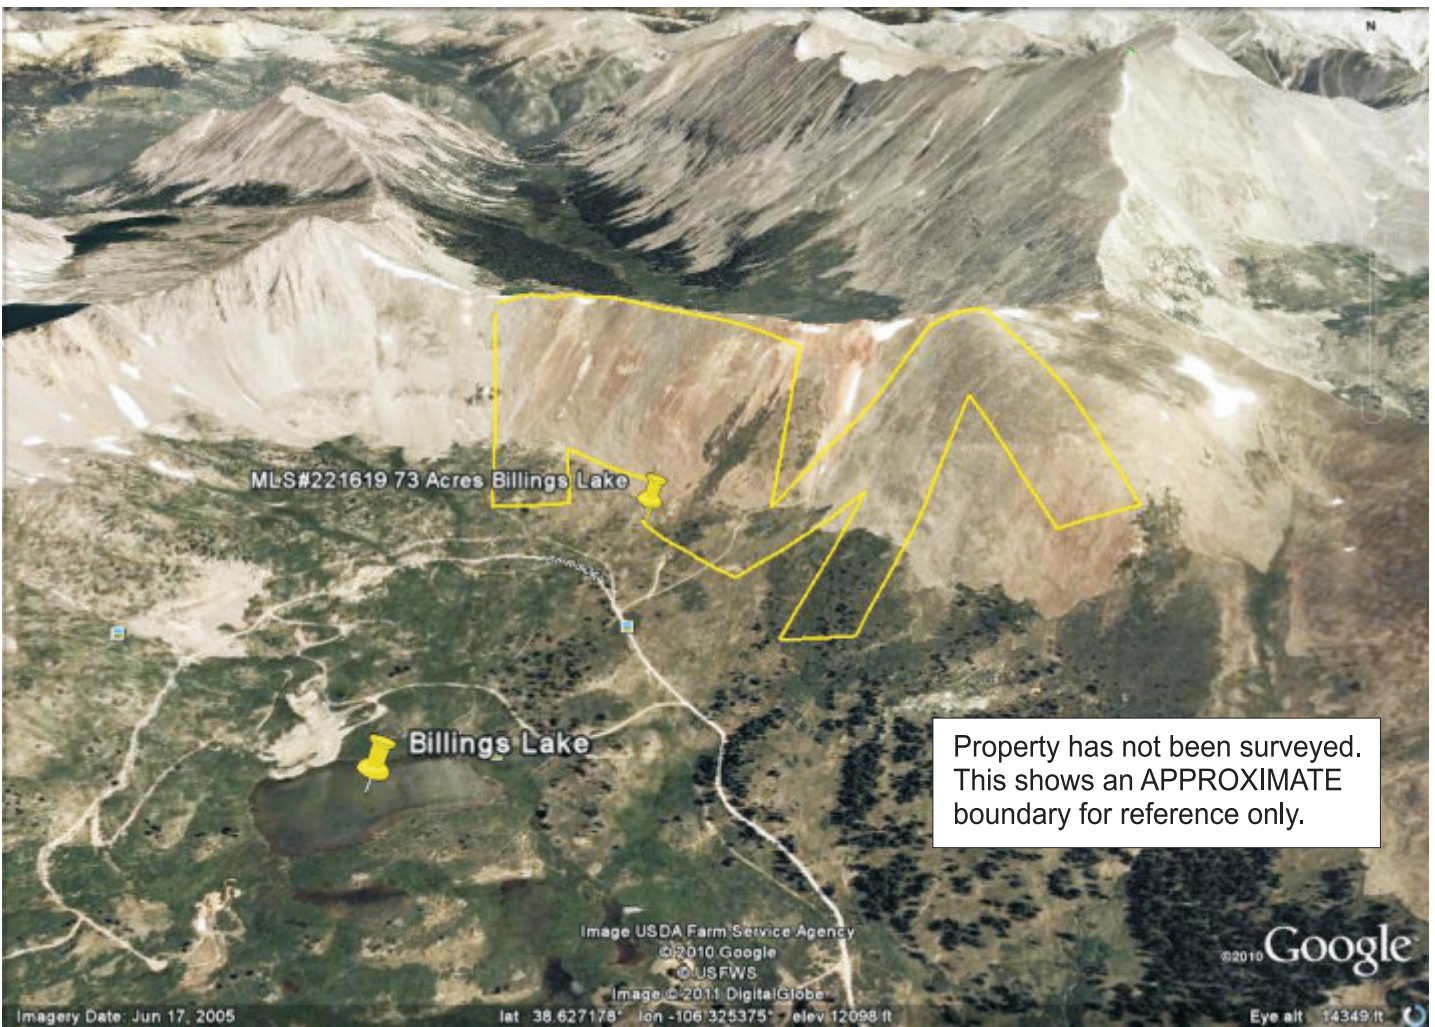 N
MLS#221619 73 Acres Billings Lake
Billings Lake
Property has not been surveyed.
This shows an APPROXIMATE
boundary for reference only.
Image USDA Farm Service Agency
© 2010 Google
© USFWS
Image © 2011 DigitalGlobe
©2010 Google
Imagery Date: Jun 17, 2005
lat 38.627178° lon -106.325375° elev 12098 ft
Eye alt 14349 ft